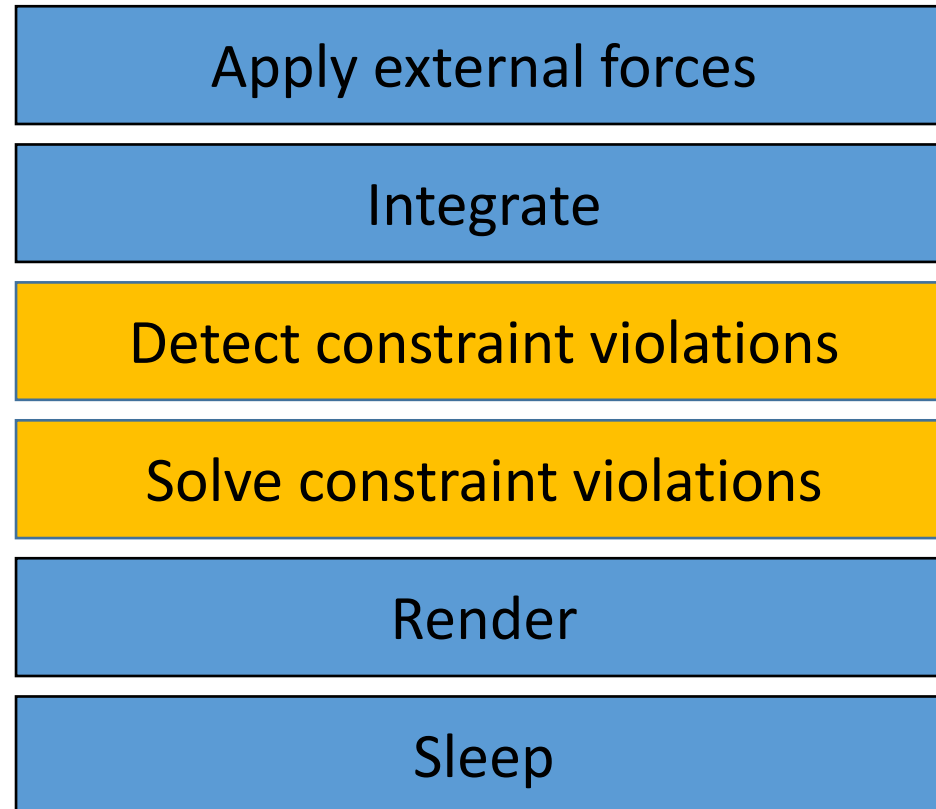 Apply external forces
Integrate
Detect constraint violations
Solve constraint violations
Render
Sleep